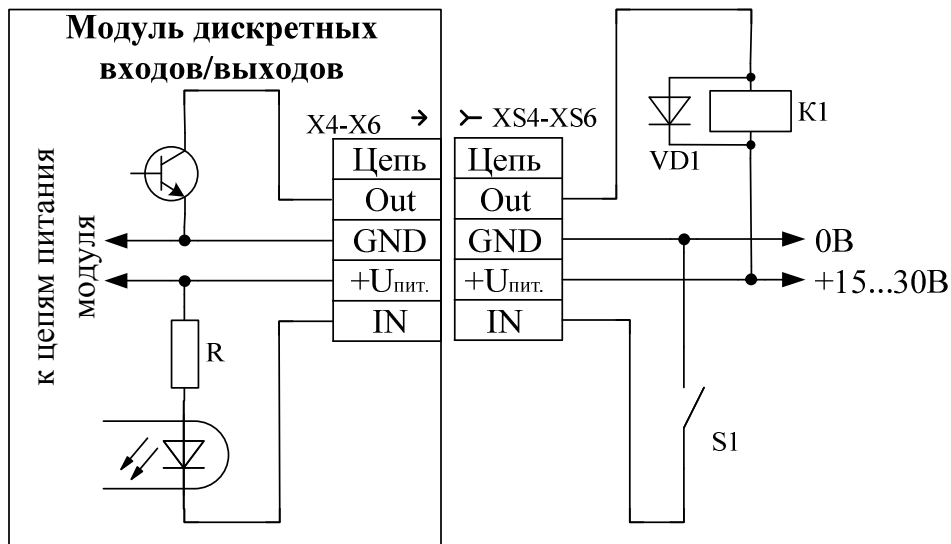 Модуль дискретных
входов/выходов
X4-X6
XS4-XS6
Цепь
Out
GND
+Uпит.
IN
Цепь
Out
GND
+Uпит.
IN
к цепям питания
модуля
R
VD1
К1
0В
+15...30В
S1